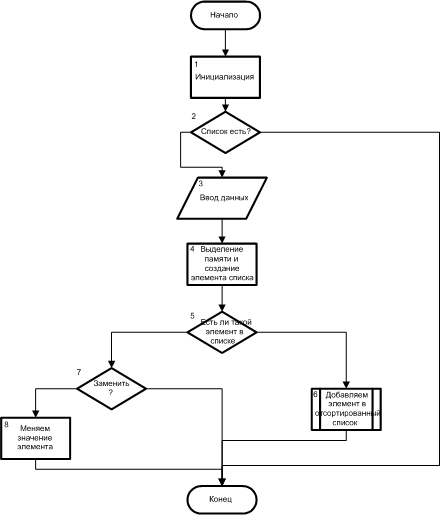 Начало
1
Инициализация
2
Список есть?
3
Ввод данных
4 Выделение
памяти и
создание
элемента списка
5
Есть ли такой
элемент в
списке
7
Заменить
?
6 Добавляем
элемент в
отсортированный
список
8
Меняем
значение
элемента
Конец